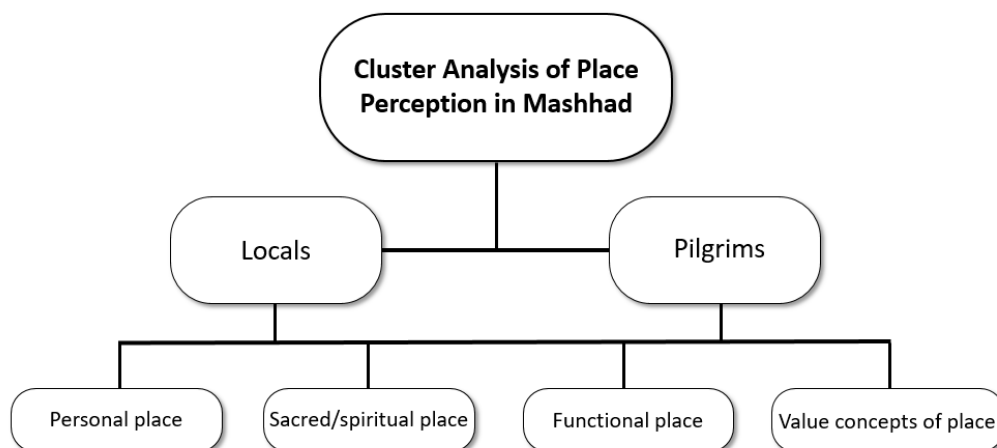 Cluster Analysis of Place
Perception in Mashhad
Locals
Pilgrims
Personal place
Sacred/spiritual place
Functional place
Value concepts of place